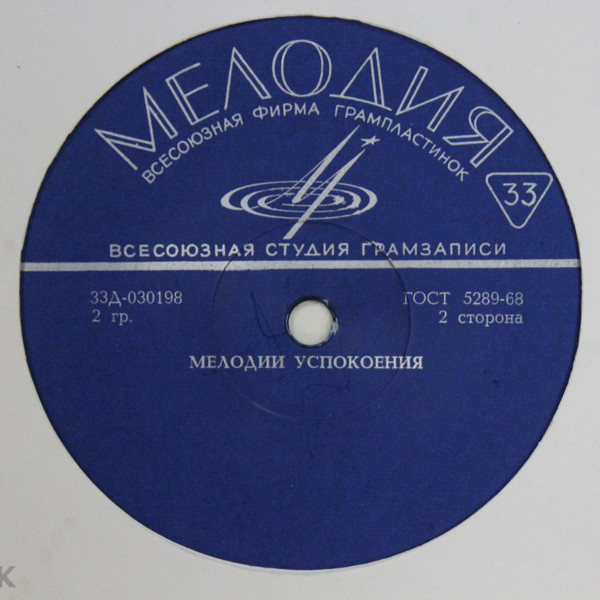 МЕЛОДИЯ
ВСЕСОЮЗНАЯ ФИРМА ГРАМПЛАСТИНОК
33
ВСЕСОЮЗНАЯ СТУДИЯ ГРАМЗАПИСИ
33Д-030198
ГОСТ 5289-68
2 гр.
2 сторона
МЕЛОДИИ УСПОКОЕНИЯ